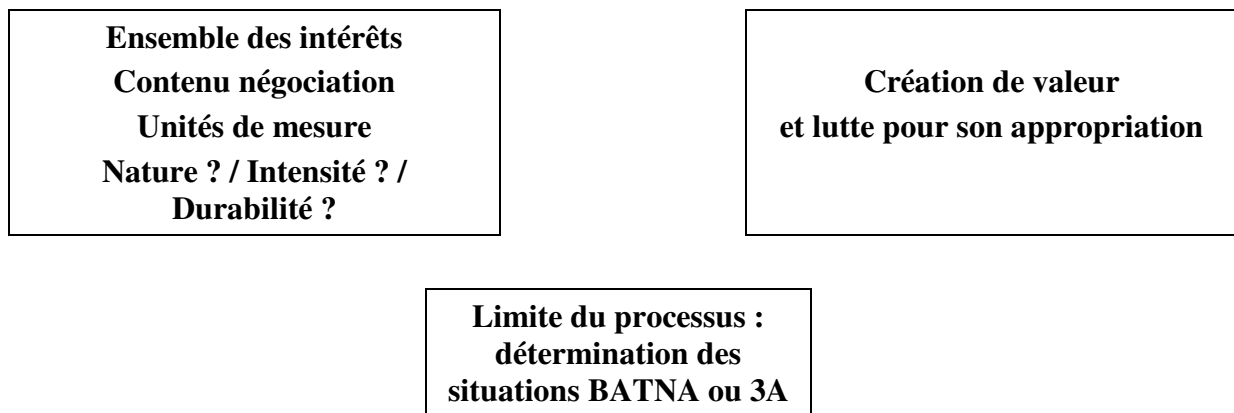 Ensemble des intérêts
Contenu négociation
Unités de mesure
Nature ? / Intensité ? /
Durabilité ?
Création de valeur
et lutte pour son appropriation
Limite du processus :
détermination des
situations BATNA ou 3A